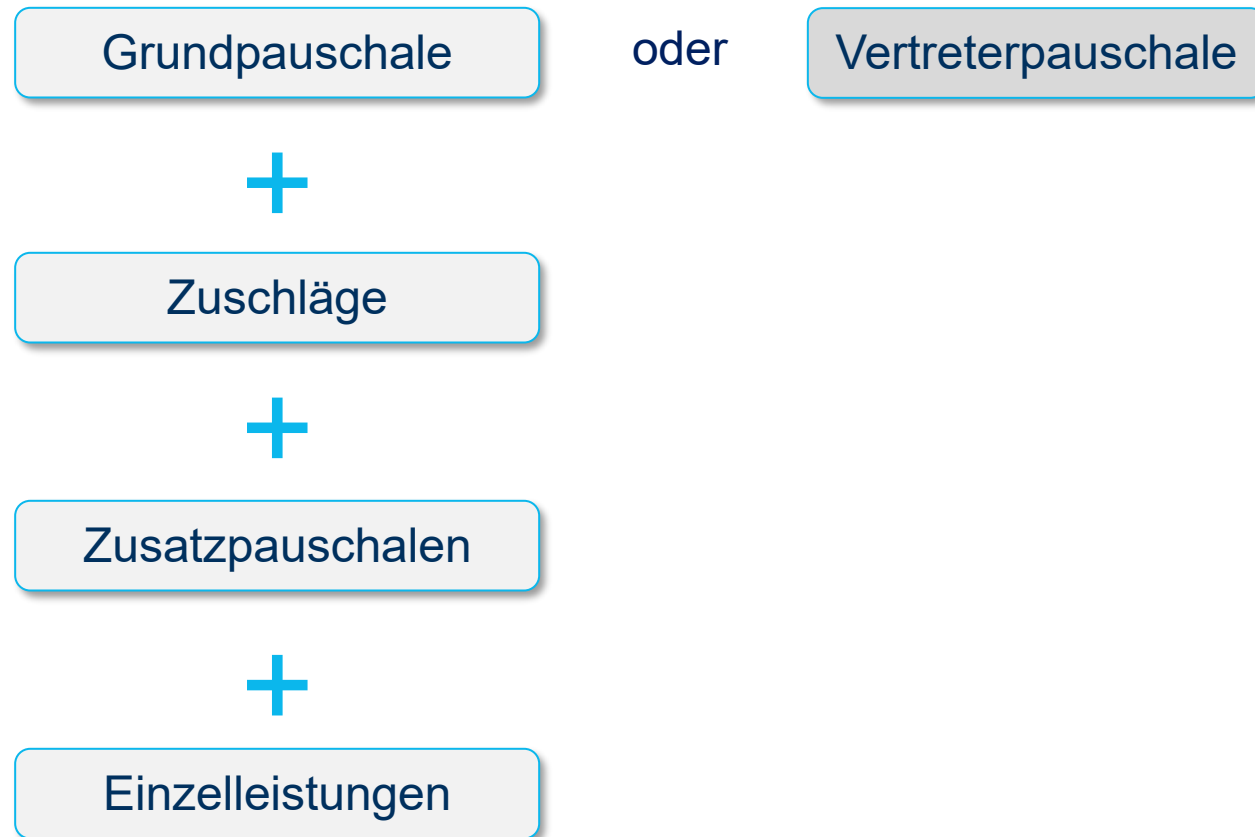 Grundpauschale oder Vertreterpauschale
+
Zuschläge
+
Zusatzpauschalen
+
Einzelleistungen